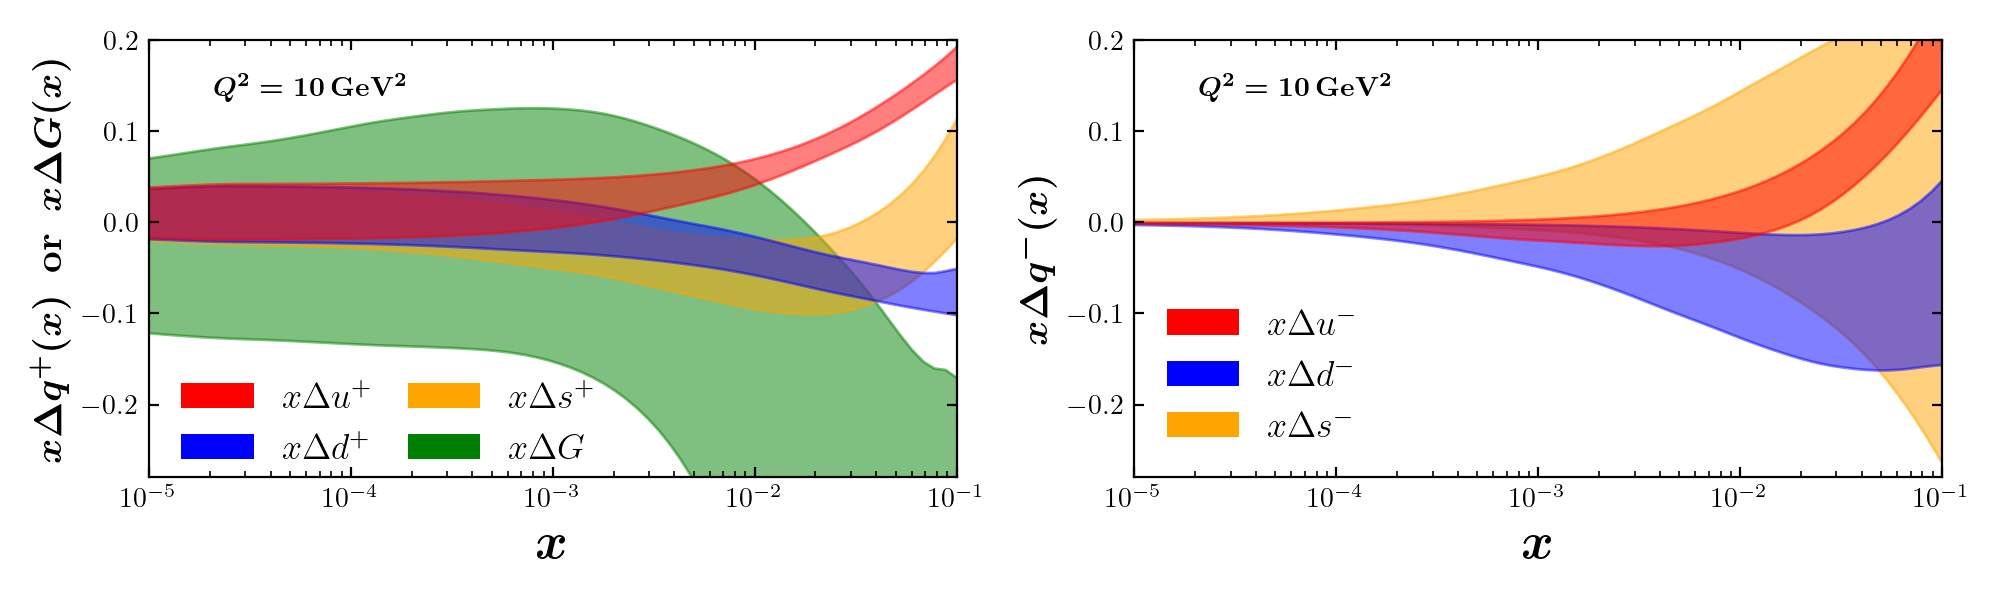 xΔq⁺(x) or xΔG(x)
0.2
0.1
0.0
−0.1
−0.2
Q² = 10 GeV²
xΔu⁺
xΔd⁺
xΔs⁺
xΔG
10⁻⁵
10⁻⁴
10⁻³
10⁻²
10⁻¹
x
xΔq⁻(x)
0.2
0.1
0.0
−0.1
−0.2
Q² = 10 GeV²
xΔu⁻
xΔd⁻
xΔs⁻
10⁻⁵
10⁻⁴
10⁻³
10⁻²
10⁻¹
x